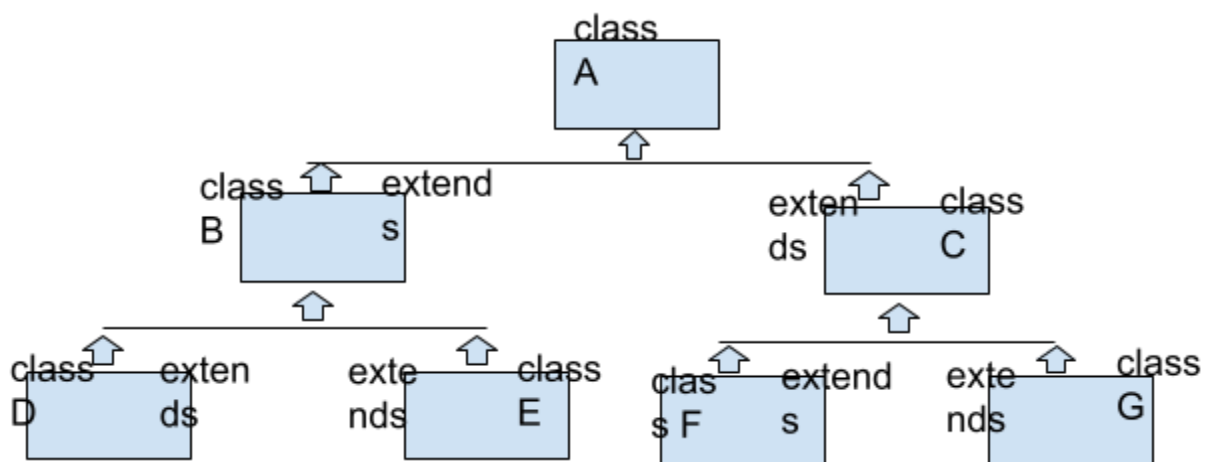 class
A
class
B
extend
s
exten
ds
class
C
class
D
exten
ds
exte
nds
class
E
clas
s F
extend
s
exte
nds
class
G